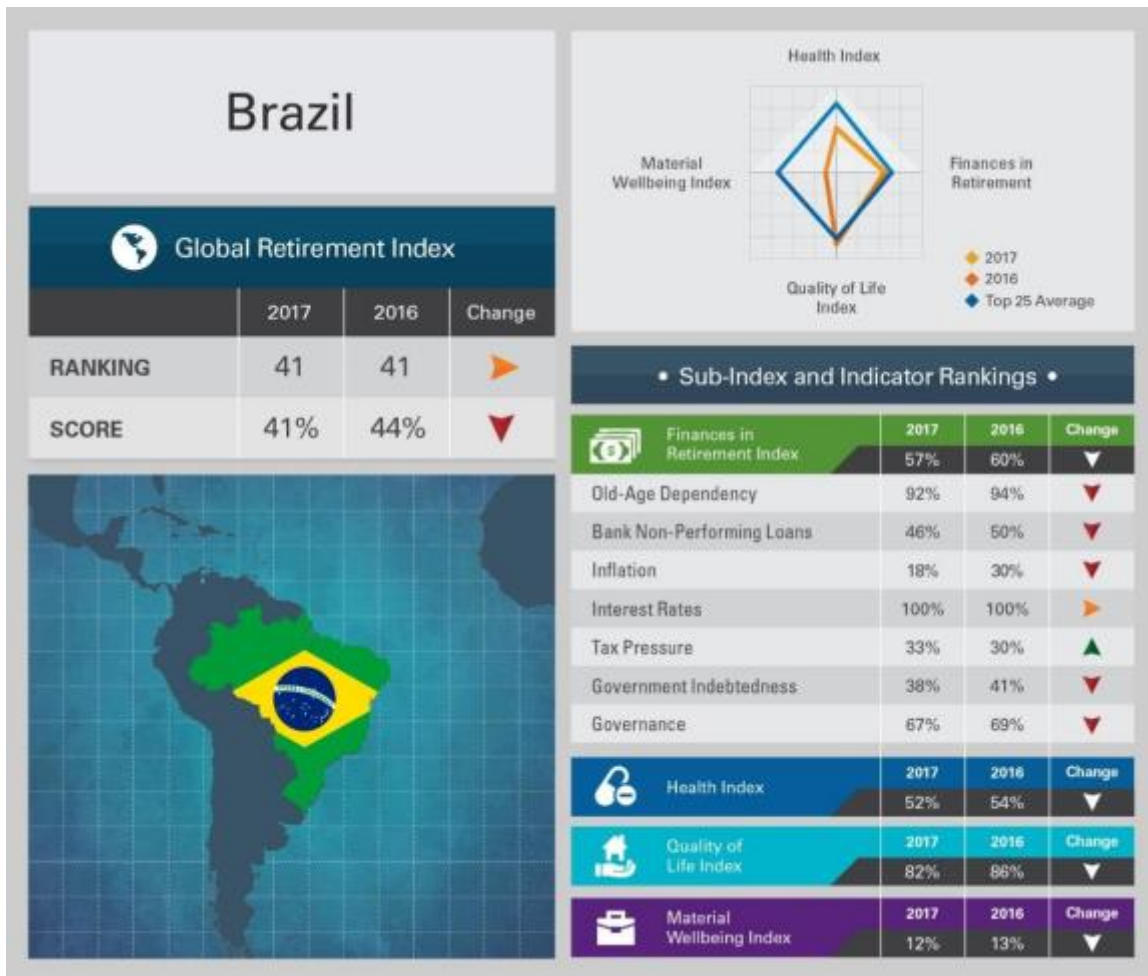 Brazil
Global Retirement Index
2017 2016 Change
RANKING 41 41
SCORE 41% 44%
Health Index
Material
Wellbeing Index
Finances in
Retirement
Quality of Life
Index
2017
2016
Top 25 Average
• Sub-Index and Indicator Rankings •
Finances in
Retirement Index
2017 2016 Change
57% 60%
Old-Age Dependency 92% 94%
Bank Non-Performing Loans 46% 50%
Inflation 18% 30%
Interest Rates 100% 100%
Tax Pressure 33% 30%
Government Indebtedness 38% 41%
Governance 67% 69%
Health Index
2017 2016 Change
52% 54%
Quality of
Life Index
2017 2016 Change
82% 86%
Material
Wellbeing Index
2017 2016 Change
12% 13%